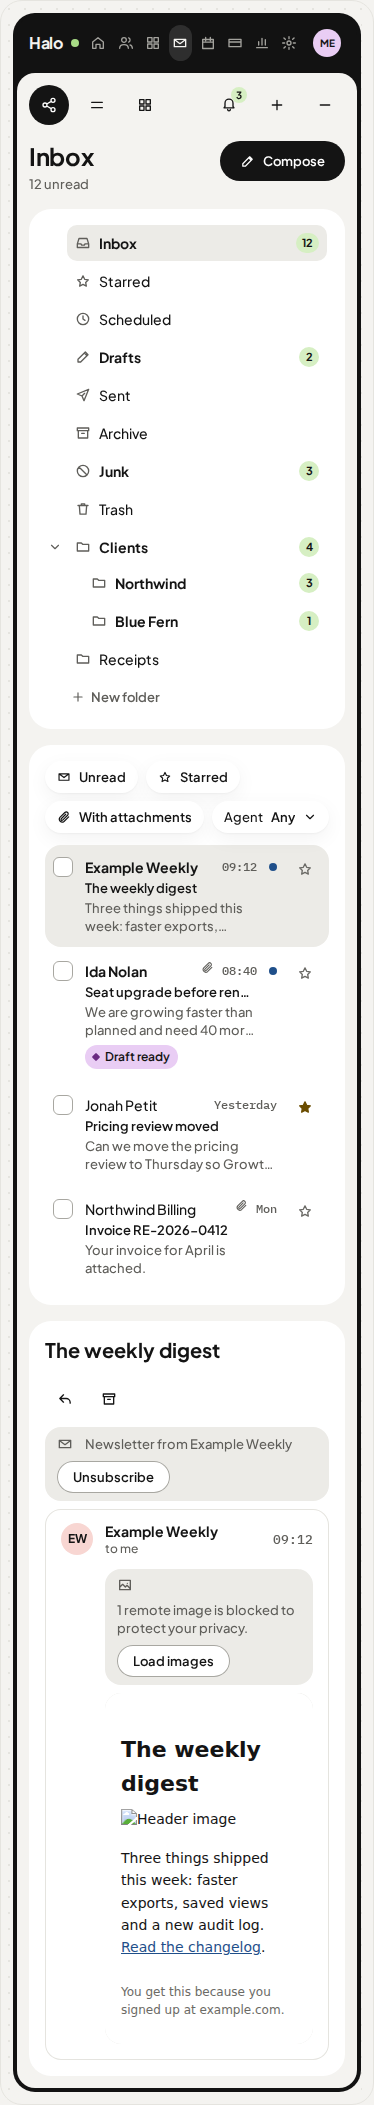 Halo
ME
3
Inbox
12 unread
Compose
Inbox 12
Starred
Scheduled
Drafts 2
Sent
Archive
Junk 3
Trash
Clients 4
Northwind 3
Blue Fern 1
Receipts
New folder
Unread
Starred
With attachments
Agent Any
Example Weekly 09:12
The weekly digest
Three things shipped this
week: faster exports,…
Ida Nolan 08:40
Seat upgrade before ren…
We are growing faster than
planned and need 40 mor…
Draft ready
Jonah Petit Yesterday
Pricing review moved
Can we move the pricing
review to Thursday so Growt…
Northwind Billing Mon
Invoice RE-2026-0412
Your invoice for April is
attached.
The weekly digest
Newsletter from Example Weekly
Unsubscribe
EW
Example Weekly 09:12
to me
1 remote image is blocked to
protect your privacy.
Load images
The weekly
digest
Header image
Three things shipped
this week: faster
exports, saved views
and a new audit log.
Read the changelog.
You get this because you
signed up at example.com.